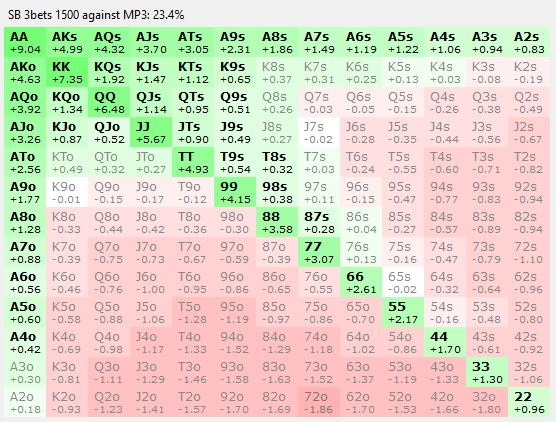 SB 3bets 1500 against MP3: 23.4%
AA AKs AQs AJs ATs A9s A8s A7s A6s A5s A4s A3s A2s
+9.04 +4.99 +4.32 +3.70 +3.05 +2.31 +1.86 +1.49 +1.19 +1.22 +1.06 +0.94 +0.83
AKo KK KQs KJs KTs K9s K8s K7s K6s K5s K4s K3s K2s
+4.63 +7.35 +1.92 +1.47 +1.12 +0.65 +0.37 +0.31 +0.25 +0.13 +0.03 -0.08 -0.19
AQo KQo QQ QJs QTs Q9s Q8s Q7s Q6s Q5s Q4s Q3s Q2s
+3.92 +1.34 +6.48 +1.14 +0.95 +0.51 +0.26 -0.03 -0.05 -0.15 -0.26 -0.38 -0.49
AJo KJo QJo JJ JTs J9s J8s J7s J6s J5s J4s J3s J2s
+3.26 +0.87 +0.52 +5.67 +0.90 +0.49 +0.27 -0.02 -0.28 -0.35 -0.44 -0.56 -0.67
ATo KTo QTo JTo TT T9s T8s T7s T6s T5s T4s T3s T2s
+2.56 +0.49 +0.32 +0.27 +4.93 +0.54 +0.32 +0.03 -0.24 -0.55 -0.60 -0.71 -0.82
A9o K9o Q9o J9o T9o 99 98s 97s 96s 95s 94s 93s 92s
+1.77 -0.01 -0.15 -0.17 -0.12 +4.15 +0.38 +0.11 -0.15 -0.47 -0.77 -0.83 -0.94
A8o K8o Q8o J8o T8o 98o 88 87s 86s 85s 84s 83s 82s
+1.28 -0.33 -0.44 -0.42 -0.36 -0.30 +3.58 +0.28 +0.04 -0.27 -0.57 -0.89 -0.94
A7o K7o Q7o J7o T7o 97o 87o 77 76s 75s 74s 73s 72s
+0.88 -0.39 -0.75 -0.73 -0.67 -0.59 -0.39 +3.07 +0.13 -0.16 -0.47 -0.79 -1.10
A6o K6o Q6o J6o T6o 96o 86o 76o 66 65s 64s 63s 62s
+0.56 -0.46 -0.76 -1.00 -0.95 -0.86 -0.65 -0.55 +2.61 -0.02 -0.32 -0.64 -0.96
A5o K5o Q5o J5o T5o 95o 85o 75o 65o 55 54s 53s 52s
+0.60 -0.58 -0.88 -1.06 -1.28 -1.19 -0.97 -0.86 -0.70 +2.17 -0.16 -0.48 -0.80
A4o K4o Q4o J4o T4o 94o 84o 74o 64o 54o 44 43s 42s
+0.42 -0.69 -0.98 -1.17 -1.33 -1.52 -1.29 -1.18 -1.02 -0.86 +1.70 -0.61 -0.92
A3o K3o Q3o J3o T3o 93o 83o 73o 63o 53o 43o 33 32s
+0.30 -0.81 -1.11 -1.29 -1.46 -1.58 -1.63 -1.52 -1.37 -1.19 -1.33 +1.30 -1.06
A2o K2o Q2o J2o T2o 92o 82o 72o 62o 52o 42o 32o 22
+0.18 -0.93 -1.23 -1.41 -1.57 -1.70 -1.69 -1.86 -1.70 -1.53 -1.66 -1.80 +0.96